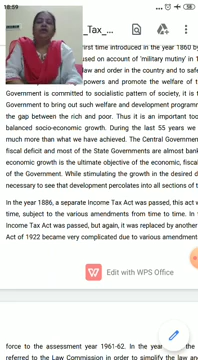 18:59
_Tax_
first time introduced in the year 1860 by
used on account of 'military mutiny' in 1
law and order in the country and to safe
powers and promote the welfare of t
Government is committed to socialistic pattern of society, it is t
Government to bring out such welfare and development programm
the gap between the rich and poor. Thus it is an important too
balanced socio-economic growth. During the last 55 years we
much more than what we have achieved. The Central Governmen
fiscal deficit and most of the State Governments are almost bank
economic growth is the ultimate objective of the economic, fiscal
of the Government. While stimulating the growth in the desired d
necessary to see that development percolates into all sections of t
In the year 1886, a separate Income Tax Act was passed, this act w
time, subject to the various amendments from time to time. In t
Income Tax Act was passed, but again, it was replaced by another
Act of 1922 became very complicated due to various amendments
Edit with WPS Office
force to the assessment year 1961-62. In the year the
referred to the Law Commission in order to simplify the law an